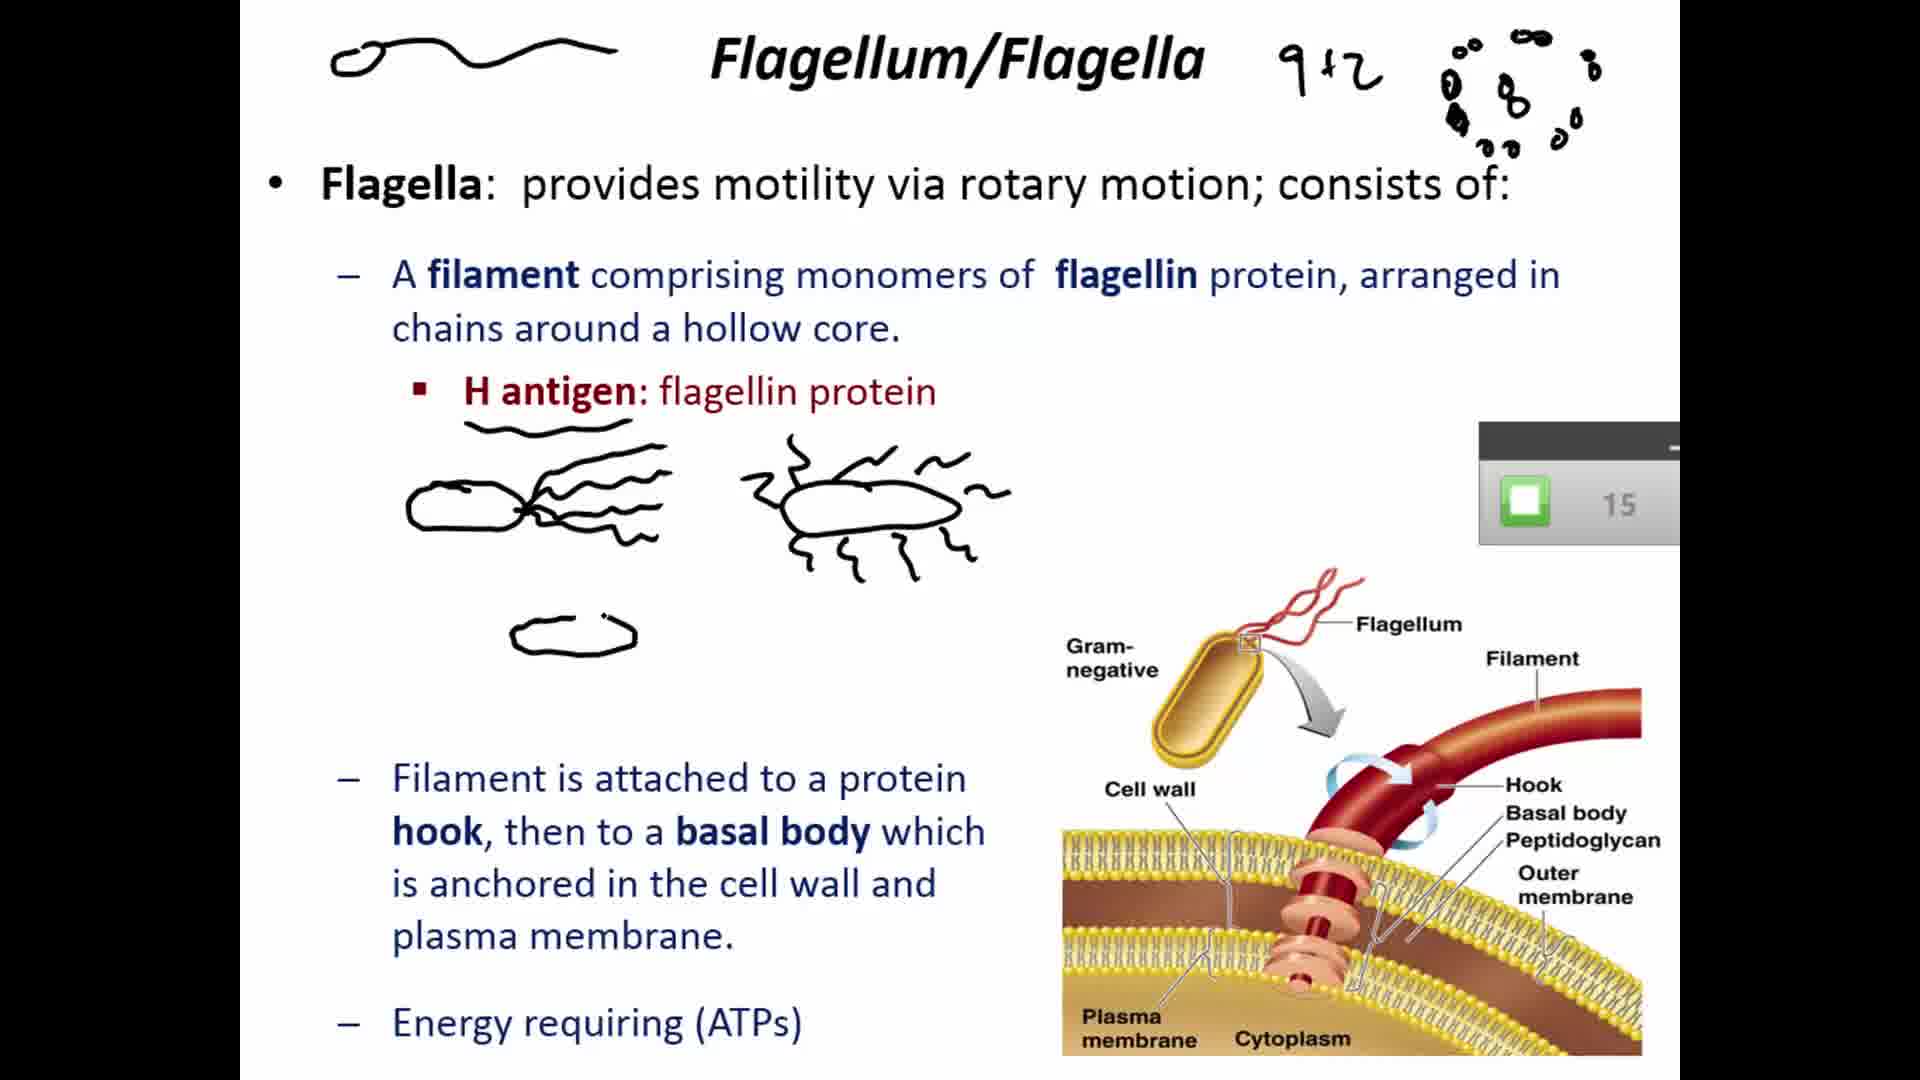 Flagellum/Flagella
9+2
• Flagella: provides motility via rotary motion; consists of:
– A filament comprising monomers of flagellin protein, arranged in
chains around a hollow core.
▪ H antigen: flagellin protein
15
– Filament is attached to a protein
hook, then to a basal body which
is anchored in the cell wall and
plasma membrane.
– Energy requiring (ATPs)
Flagellum
Gram-
negative
Filament
Cell wall
Hook
Basal body
Peptidoglycan
Outer
membrane
Plasma
membrane
Cytoplasm